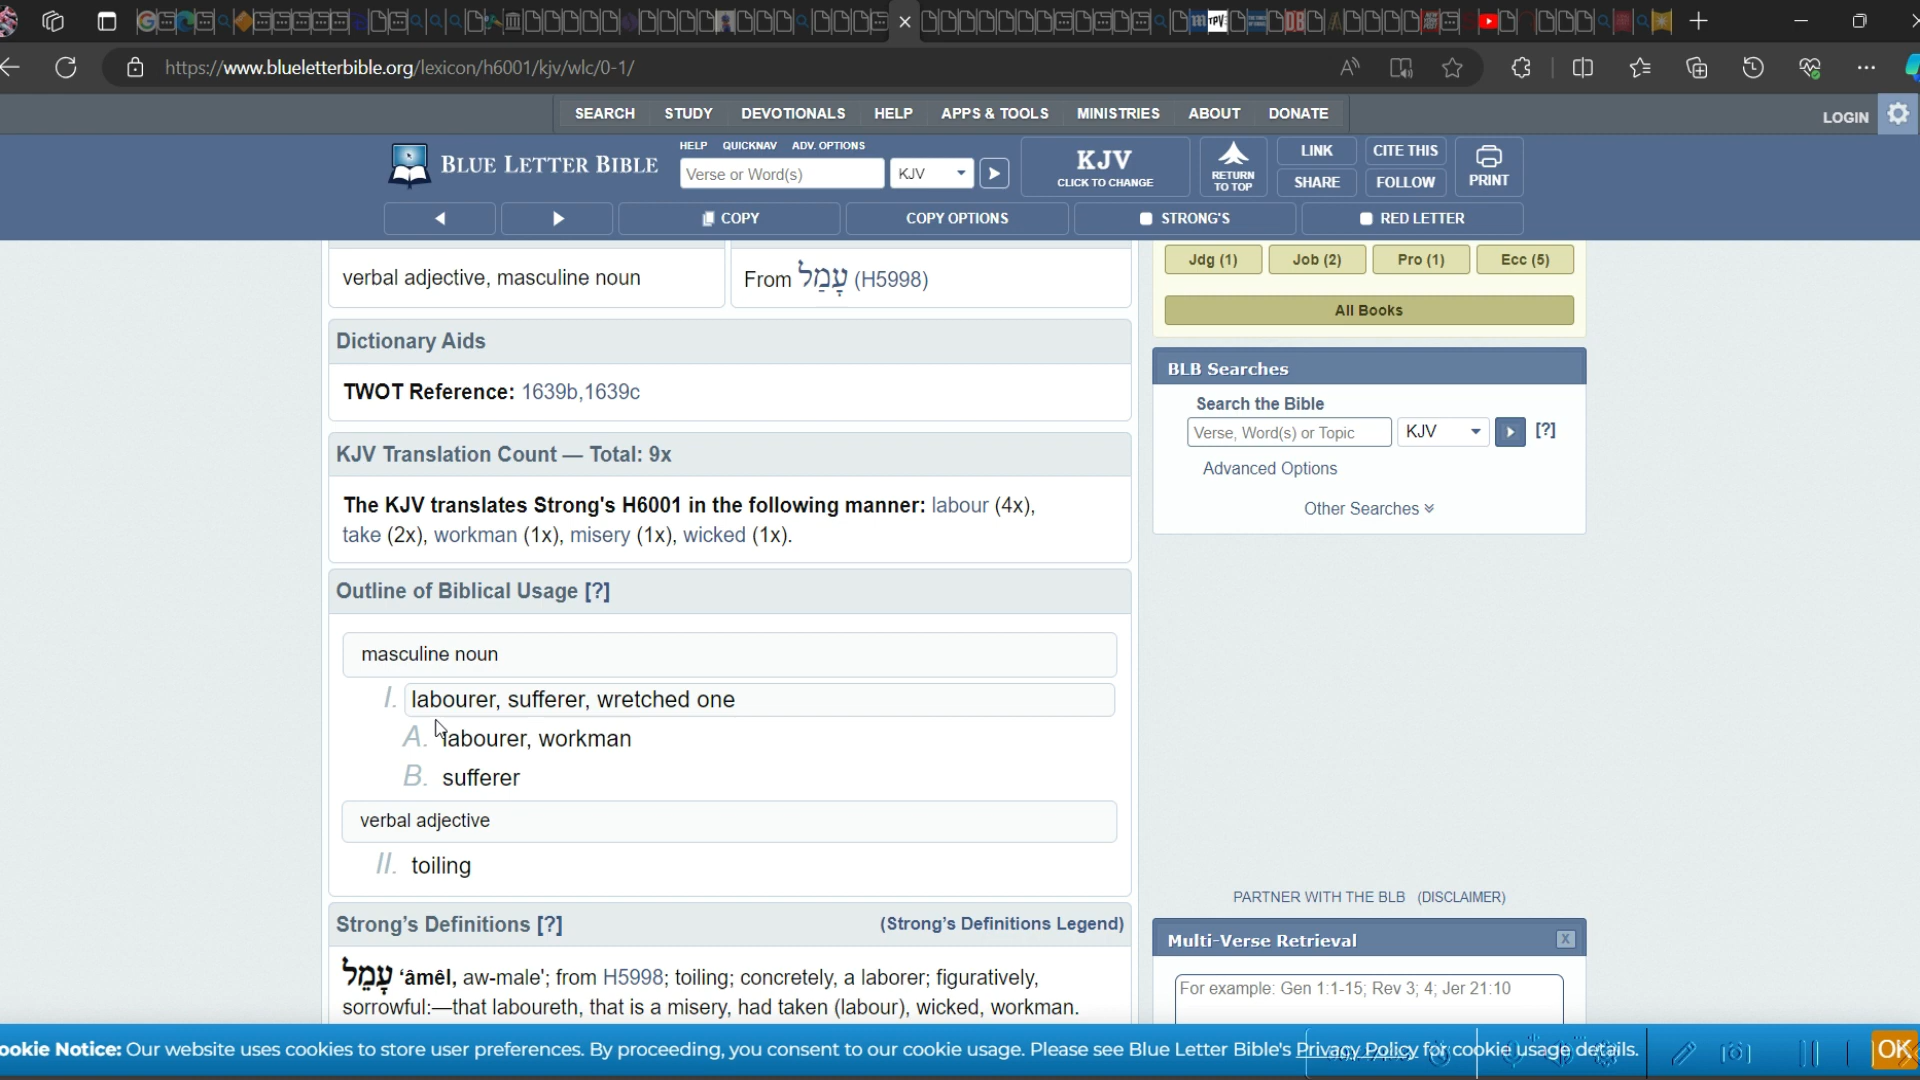 https://www.blueletterbible.org/lexicon/h6001/kjv/wlc/0-1/
SEARCH STUDY DEVOTIONALS HELP APPS & TOOLS MINISTRIES ABOUT DONATE
LOGIN
BLUE LETTER BIBLE
HELP QUICKNAV ADV. OPTIONS
Verse or Word(s)
KJV
KJV
CLICK TO CHANGE
RETURN
TO TOP
LINK
CITE THIS
SHARE
FOLLOW
PRINT
COPY
COPY OPTIONS
STRONG'S
RED LETTER
verbal adjective, masculine noun
From עָמַל (H5998)
Dictionary Aids
TWOT Reference: 1639b,1639c
KJV Translation Count — Total: 9x
The KJV translates Strong's H6001 in the following manner: labour (4x),
take (2x), workman (1x), misery (1x), wicked (1x).
Outline of Biblical Usage [?]
masculine noun
I. labourer, sufferer, wretched one
A. labourer, workman
B. sufferer
verbal adjective
II. toiling
Strong's Definitions [?]
(Strong's Definitions Legend)
עָמֵל ʻâmêl, aw-male'; from H5998; toiling; concretely, a laborer; figuratively,
sorrowful:—that laboureth, that is a misery, had taken (labour), wicked, workman.
Jdg (1) Job (2) Pro (1) Ecc (5)
All Books
BLB Searches
Search the Bible
Verse, Word(s) or Topic
KJV
[?]
Advanced Options
Other Searches
PARTNER WITH THE BLB (DISCLAIMER)
Multi-Verse Retrieval
X
For example: Gen 1:1-15; Rev 3; 4; Jer 21:10
ookie Notice: Our website uses cookies to store user preferences. By proceeding, you consent to our cookie usage. Please see Blue Letter Bible's Privacy Policy for cookie usage details.
OK